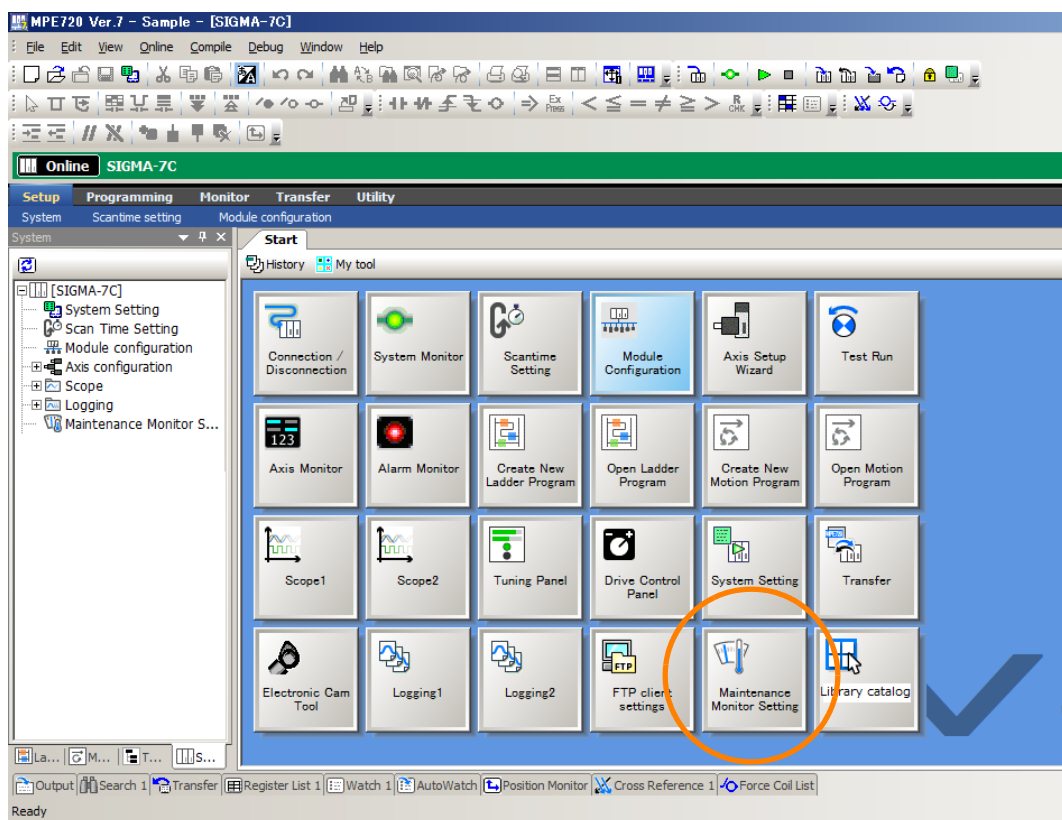 MPE720 Ver.7 - Sample - [SIGMA-7C]
File Edit View Online Compile Debug Window Help
Ex Press
R CHK
Online SIGMA-7C
Setup Programming Monitor Transfer Utility
System Scantime setting Module configuration
System
Start
History My tool
[SIGMA-7C]
System Setting
Scan Time Setting
Module configuration
Axis configuration
Scope
Logging
Maintenance Monitor S...
Connection /
Disconnection
System Monitor
Scantime
Setting
Module
Configuration
Axis Setup
Wizard
Test Run
123
Axis Monitor
Alarm Monitor
Create New
Ladder Program
Open Ladder
Program
Create New
Motion Program
Open Motion
Program
Scope1
Scope2
Tuning Panel
Drive Control
Panel
System Setting
Transfer
Electronic Cam
Tool
Logging1
Logging2
FTP
FTP client
settings
Maintenance
Monitor Setting
Library catalog
La... M... T... S...
Output Search 1 Transfer Register List 1 Watch 1 AutoWatch Position Monitor Cross Reference 1 Force Coil List
Ready